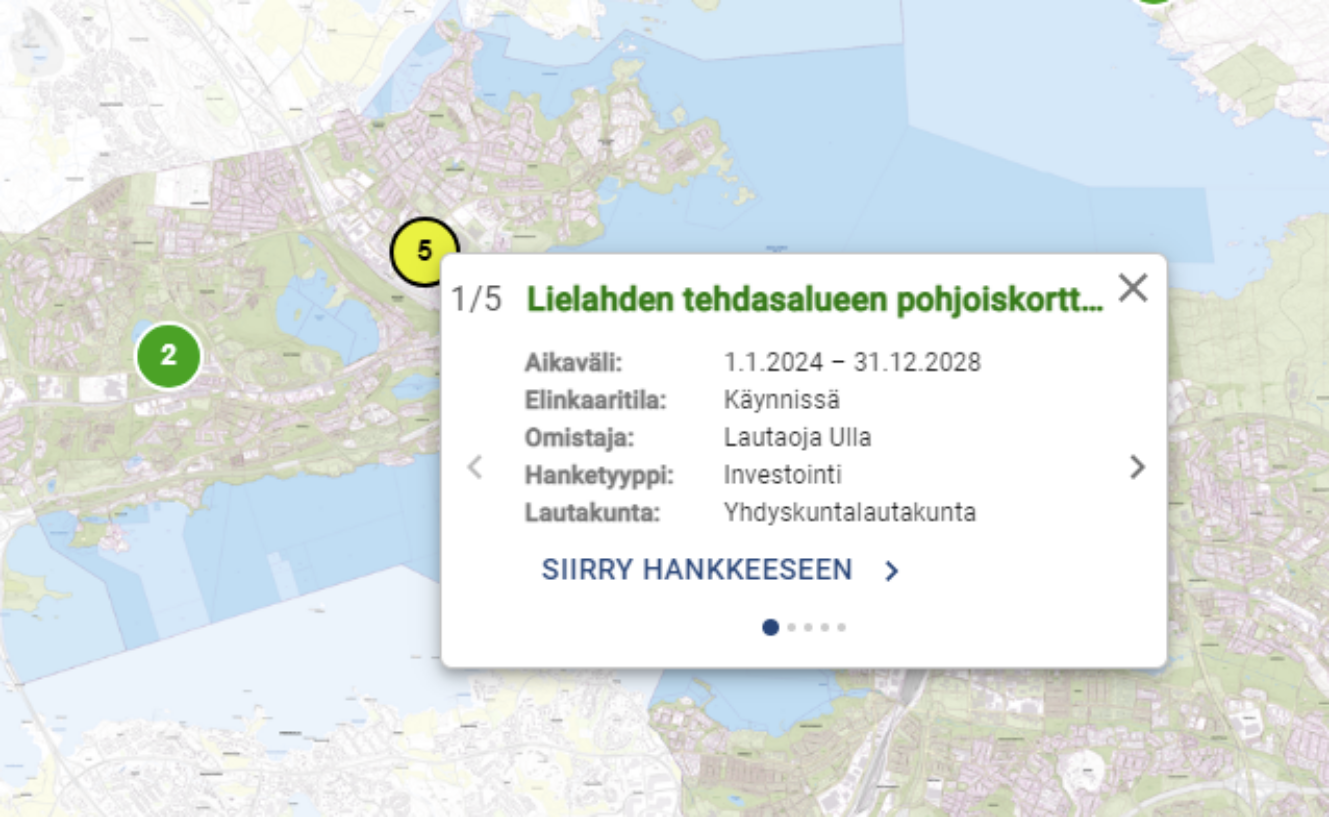 5
1/5 Lielahden tehdasalueen pohjoiskortt...
2
Aikaväli: 1.1.2024 – 31.12.2028
Elinkaaritila: Käynnissä
Omistaja: Lautaoja Ulla
Hanketyyppi: Investointi
Lautakunta: Yhdyskuntalautakunta
SIIRRY HANKKEESEEN